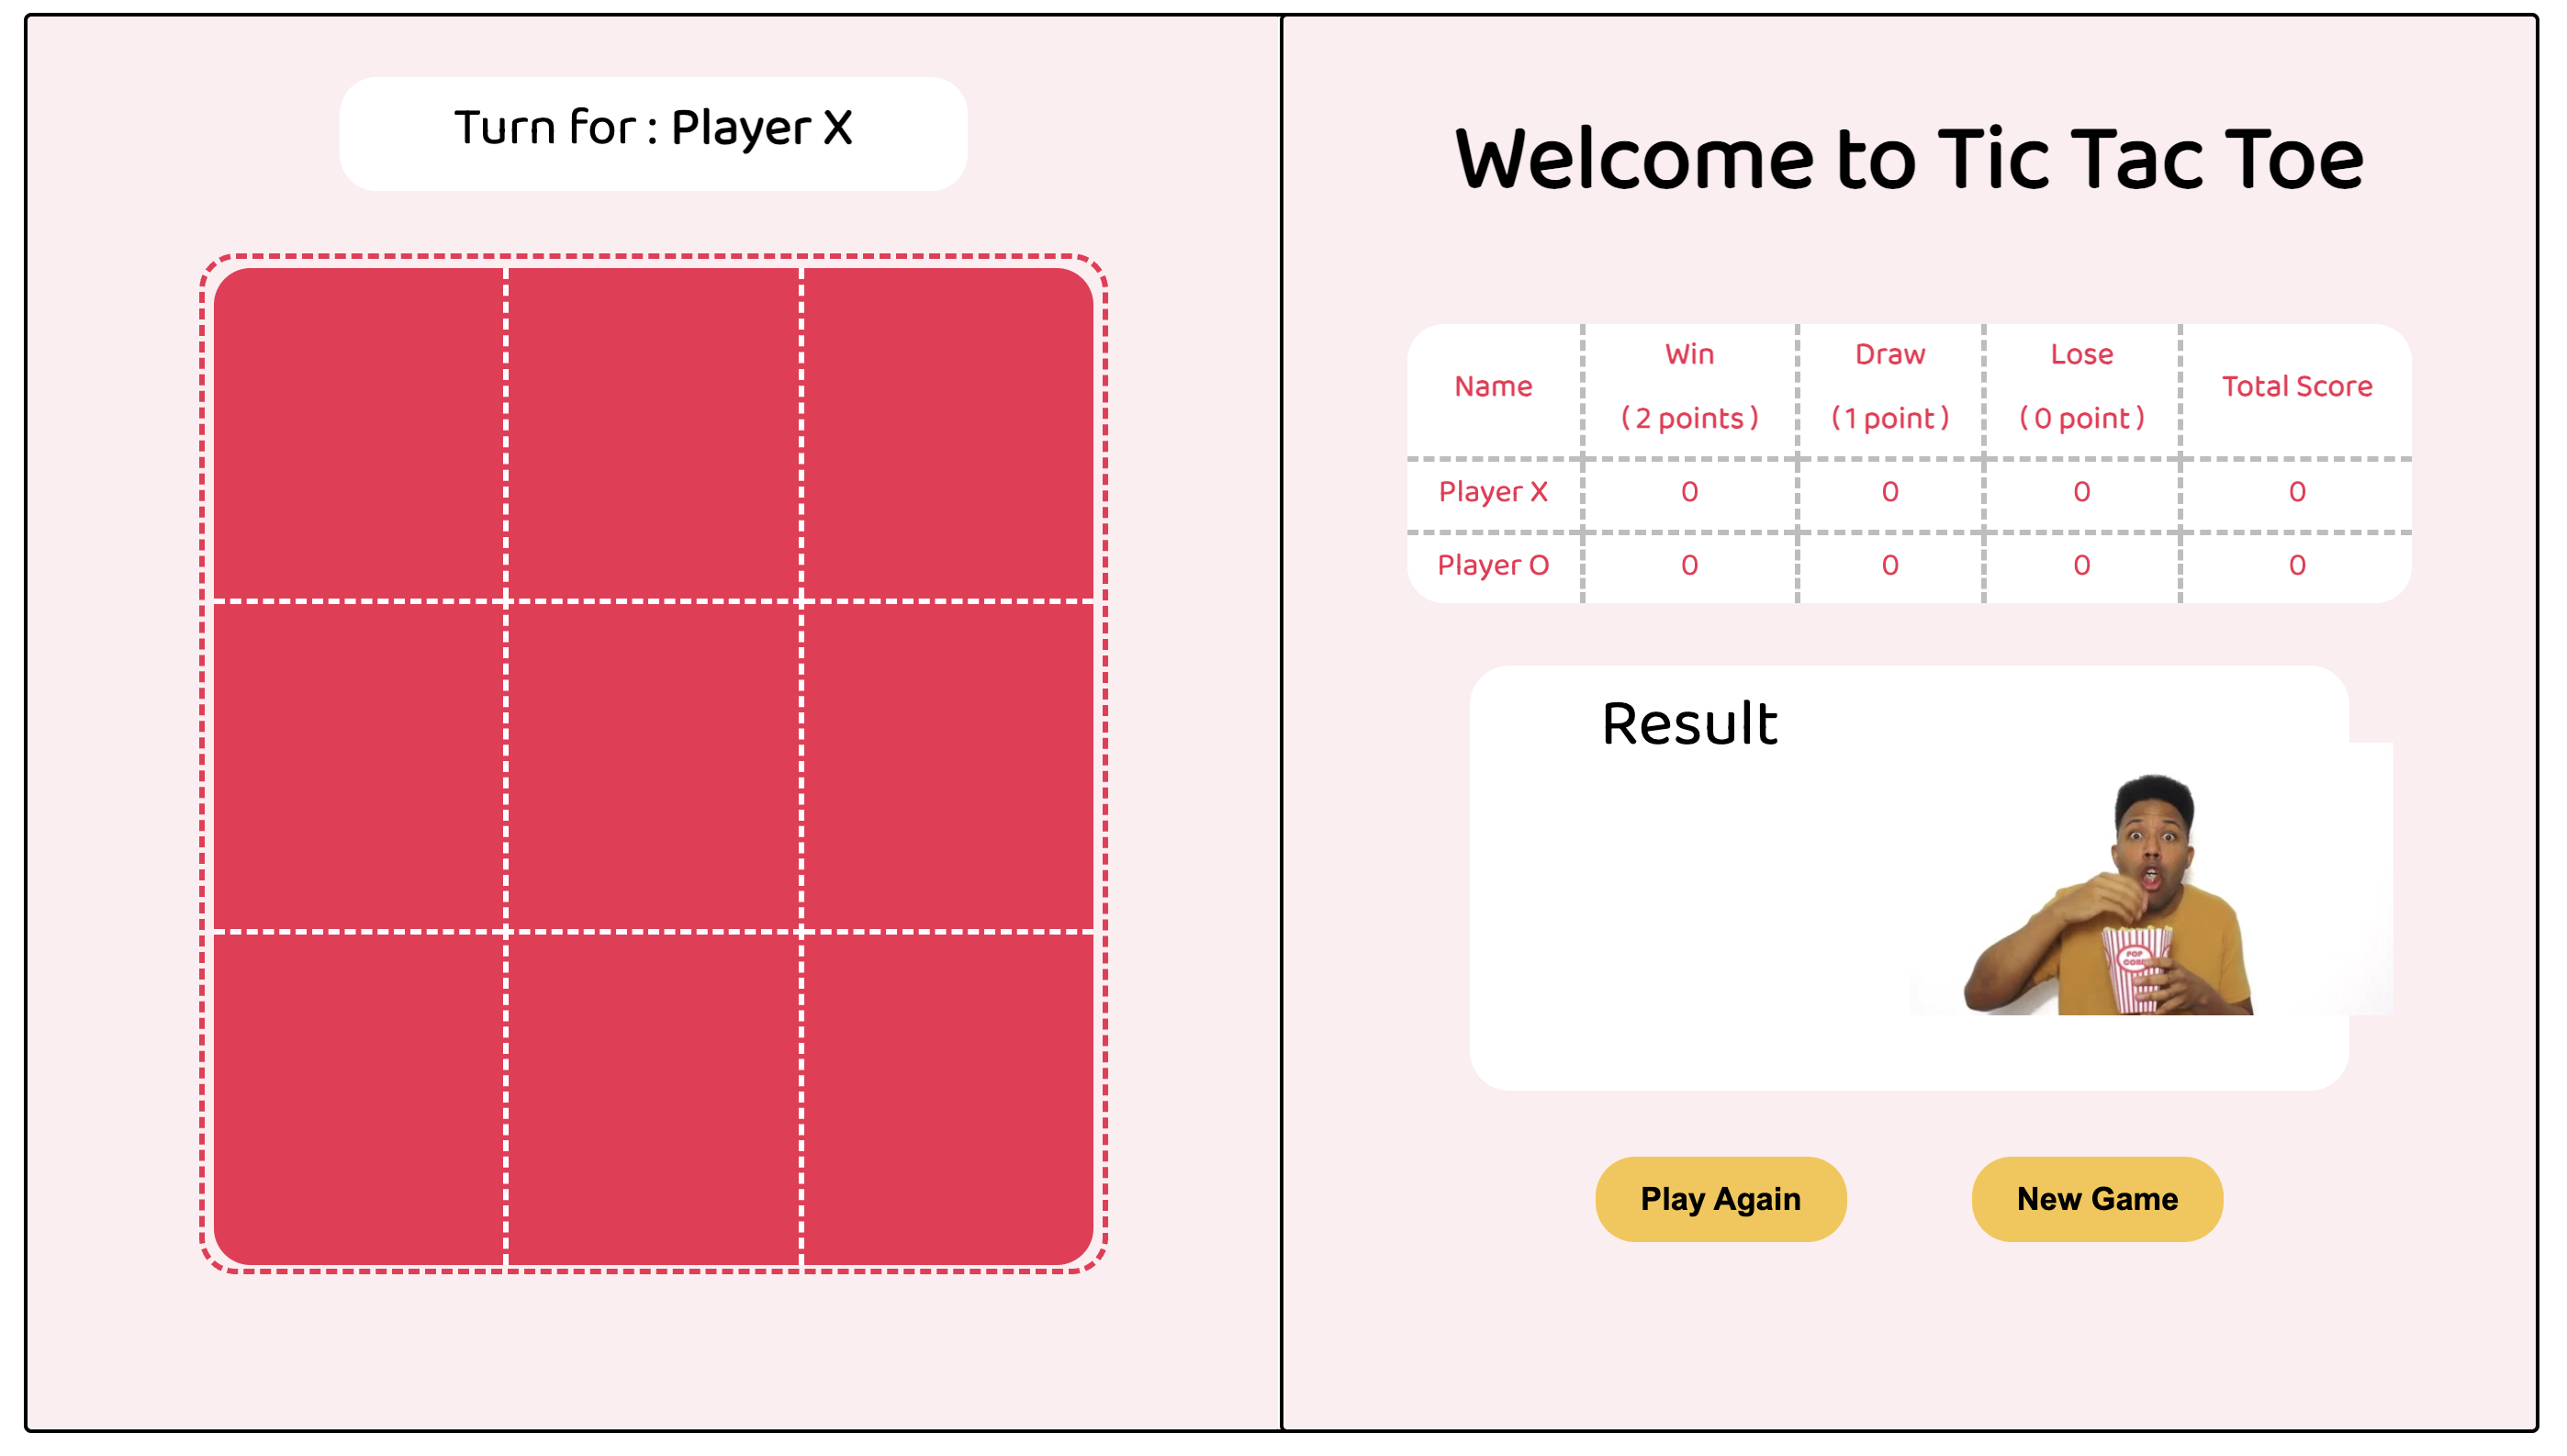 Turn for : Player X
Welcome to Tic Tac Toe
Name
Win
( 2 points )
Draw
( 1 point )
Lose
( 0 point )
Total Score
Player X 0 0 0 0
Player O 0 0 0 0
Result
POP
CORN
Play Again
New Game